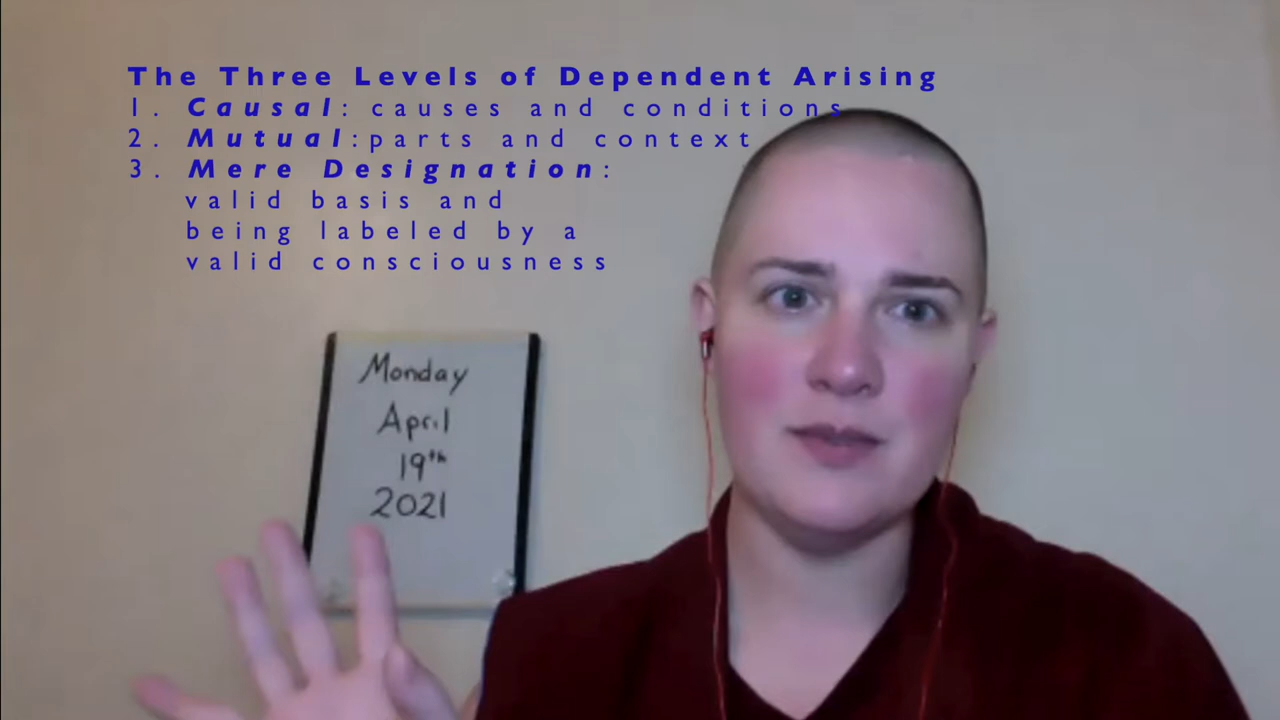 The Three Levels of Dependent Arising
1. Causal: causes and conditions
2. Mutual:parts and context
3. Mere Designation:
valid basis and
being labeled by a
valid consciousness
Monday
April
19th
2021